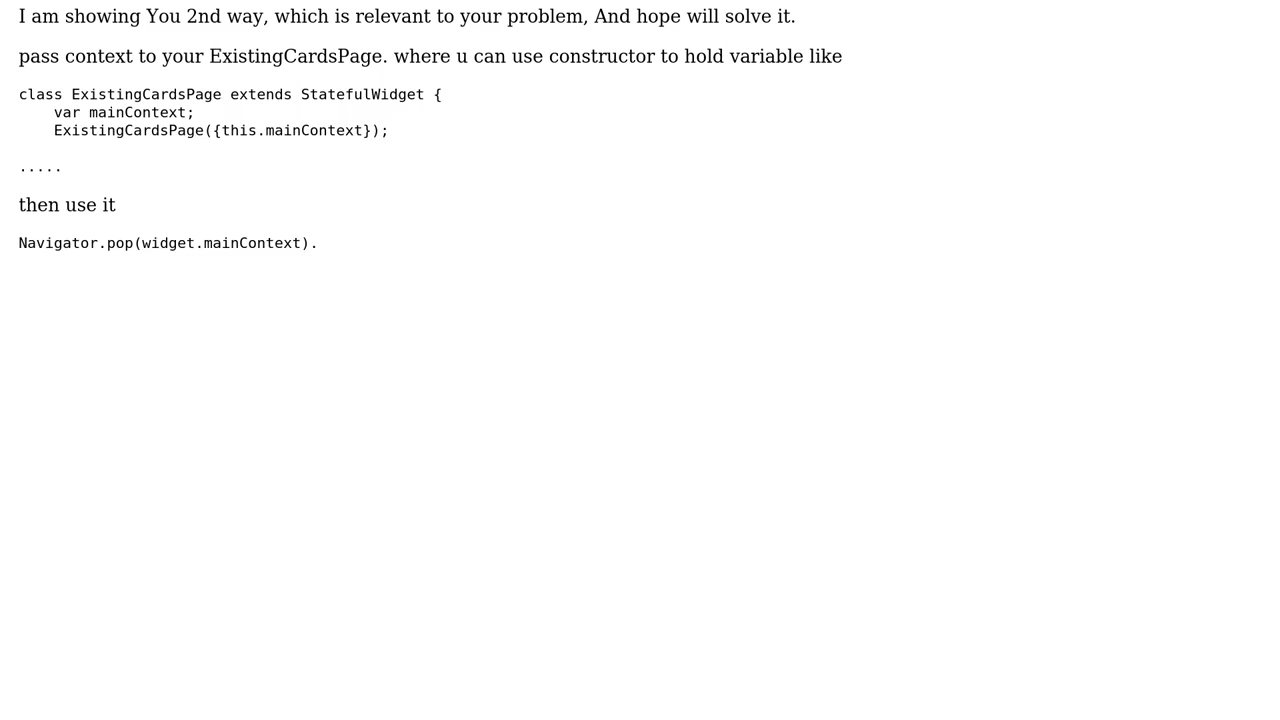 I am showing You 2nd way, which is relevant to your problem, And hope will solve it.
pass context to your ExistingCardsPage. where u can use constructor to hold variable like
class ExistingCardsPage extends StatefulWidget {
    var mainContext;
    ExistingCardsPage({this.mainContext});
.....
then use it
Navigator.pop(widget.mainContext).